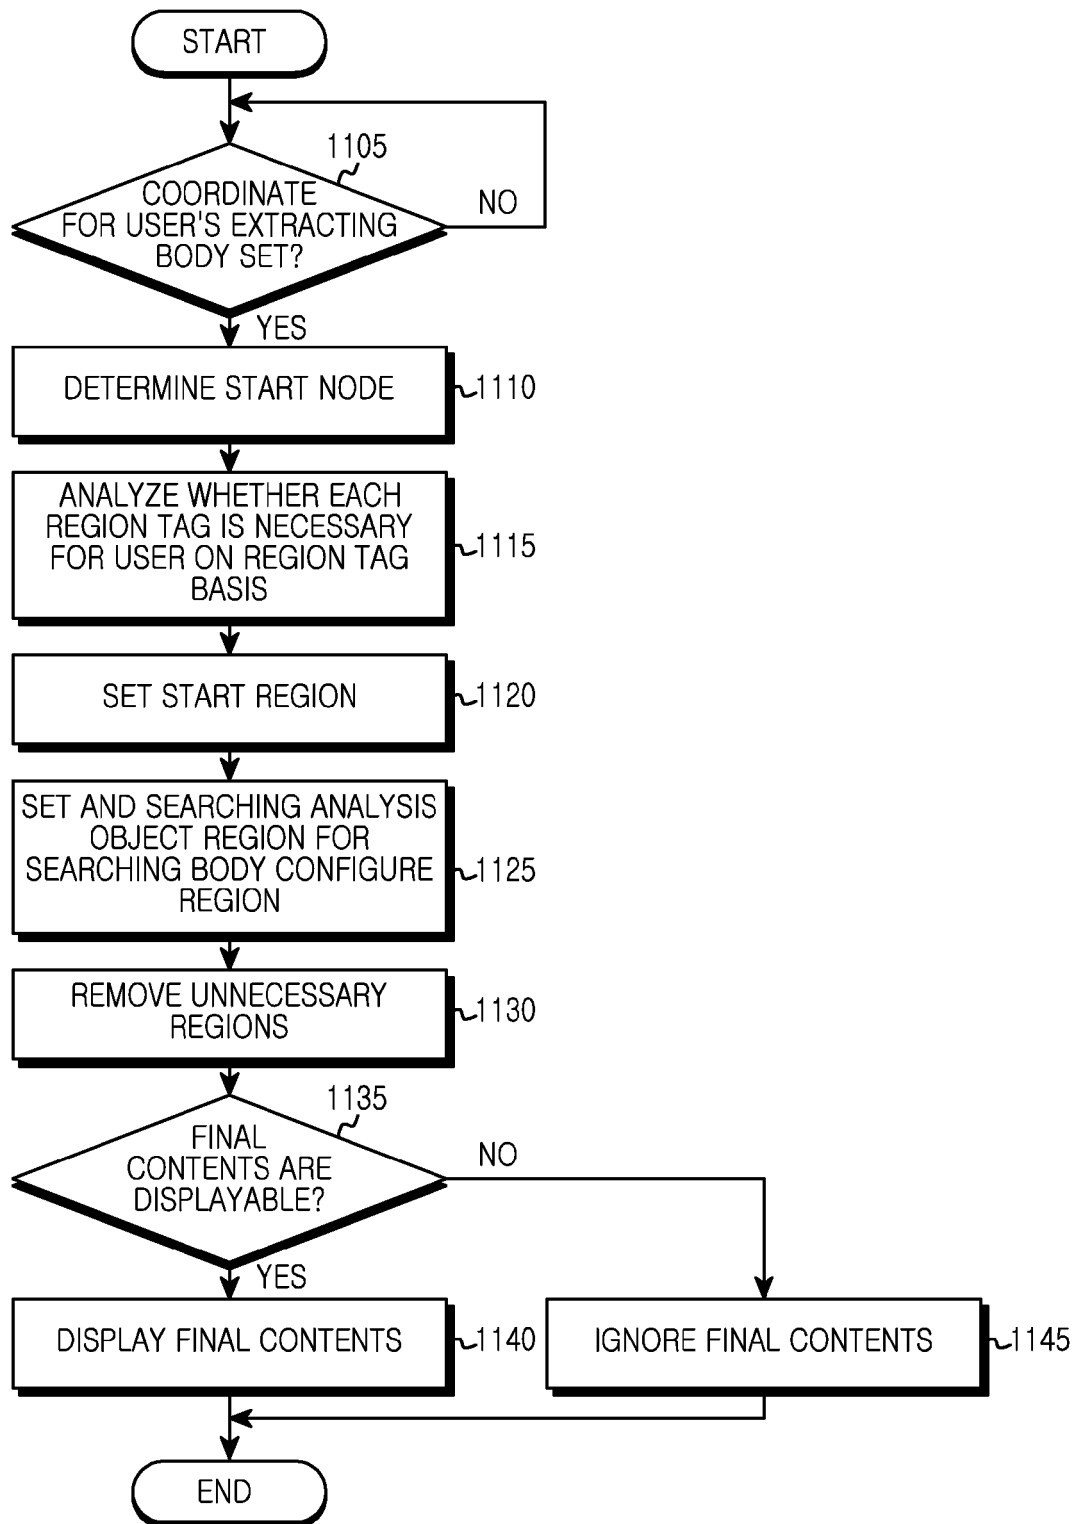 START
1105
COORDINATE
FOR USER'S EXTRACTING
BODY SET?
NO
YES
DETERMINE START NODE
1110
ANALYZE WHETHER EACH
REGION TAG IS NECESSARY
FOR USER ON REGION TAG
BASIS
1115
SET START REGION
1120
SET AND SEARCHING ANALYSIS
OBJECT REGION FOR
SEARCHING BODY CONFIGURE
REGION
1125
REMOVE UNNECESSARY
REGIONS
1130
1135
FINAL
CONTENTS ARE
DISPLAYABLE?
NO
YES
DISPLAY FINAL CONTENTS
1140
IGNORE FINAL CONTENTS
1145
END